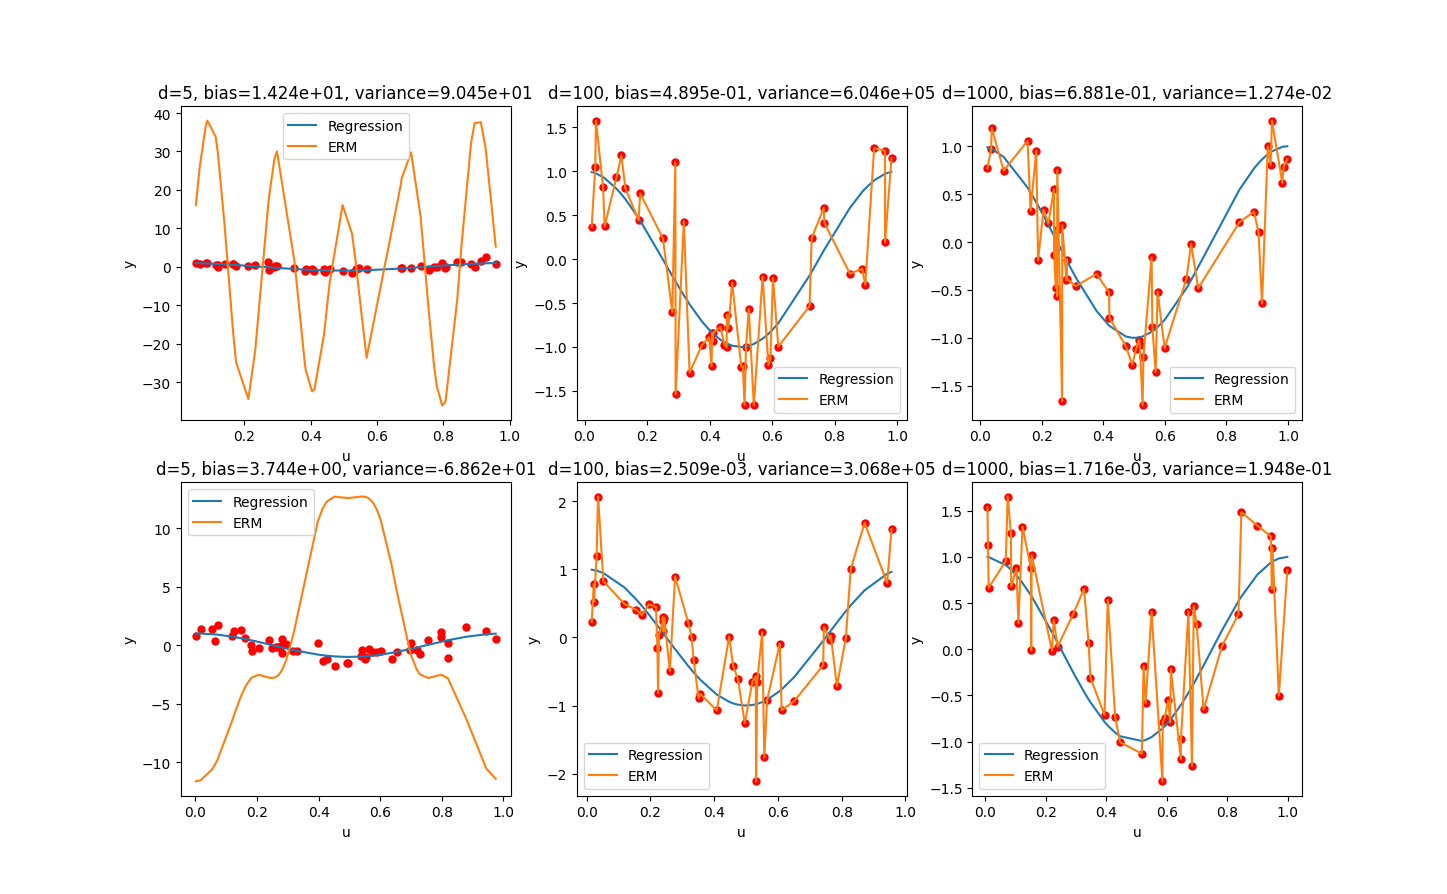 d=5, bias=1.424e+01, variance=9.045e+01
40
30
20
10
0
−10
−20
−30
y
0.2
0.4
0.6
0.8
1.0
u
Regression
ERM
d=100, bias=4.895e-01, variance=6.046e+05
1.5
1.0
0.5
0.0
−0.5
−1.0
−1.5
y
0.0
0.2
0.4
0.6
0.8
1.0
u
Regression
ERM
d=1000, bias=6.881e-01, variance=1.274e-02
1.0
0.5
0.0
−0.5
−1.0
−1.5
y
0.0
0.2
0.4
0.6
0.8
1.0
u
Regression
ERM
d=5, bias=3.744e+00, variance=-6.862e+01
10
5
0
−5
−10
y
0.0
0.2
0.4
0.6
0.8
1.0
u
Regression
ERM
d=100, bias=2.509e-03, variance=3.068e+05
2
1
0
−1
−2
y
0.0
0.2
0.4
0.6
0.8
1.0
u
Regression
ERM
d=1000, bias=1.716e-03, variance=1.948e-01
1.5
1.0
0.5
0.0
−0.5
−1.0
−1.5
y
0.0
0.2
0.4
0.6
0.8
1.0
u
Regression
ERM